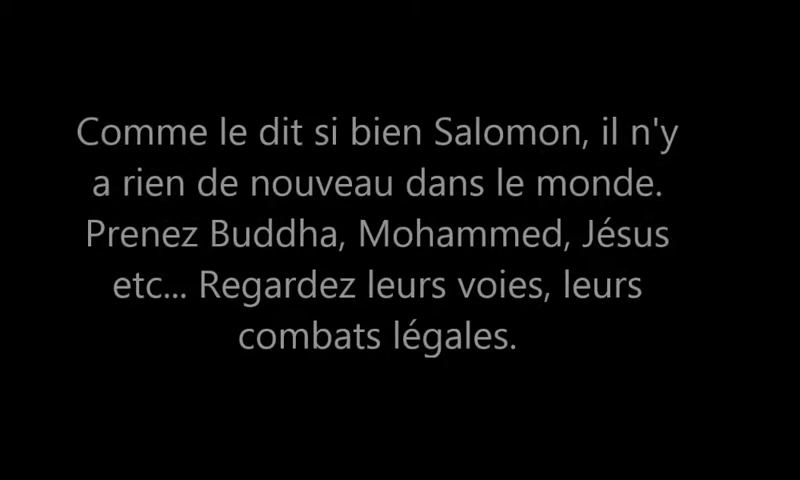 Comme le dit si bien Salomon, il n'y
a rien de nouveau dans le monde.
Prenez Buddha, Mohammed, Jésus
etc... Regardez leurs voies, leurs
combats légales.